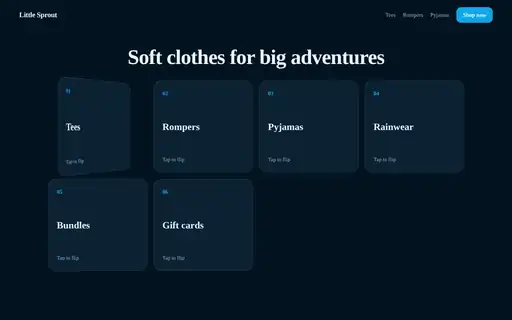 Little Sprout
Tees Rompers Pyjamas Shop now
Soft clothes for big adventures
01
Tees
Tap to flip
02
Rompers
Tap to flip
03
Pyjamas
Tap to flip
04
Rainwear
Tap to flip
05
Bundles
Tap to flip
06
Gift cards
Tap to flip